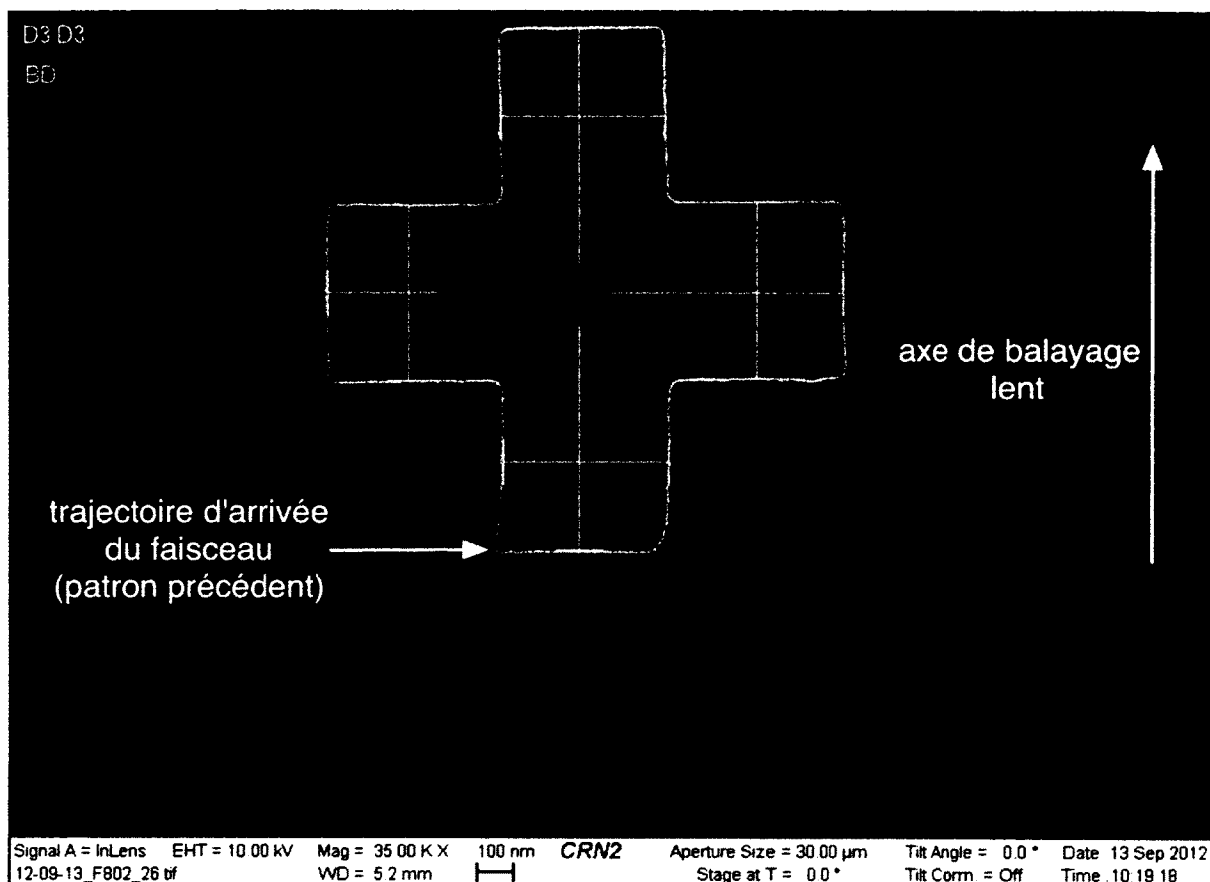 D3 D3
BD
axe de balayage
lent
trajectoire d'arrivée
du faisceau
(patron précédent)
Signal A = InLens EHT = 10.00 kV Mag = 35.00 K X 100 nm CRN2 Aperture Size = 30.00 µm Tilt Angle = 0.0 ° Date 13 Sep 2012
12-09-13_F802_26 tif WD = 5.2 mm Stage at T = 0.0 ° Tilt Corrn. = Off Time 10 19 18